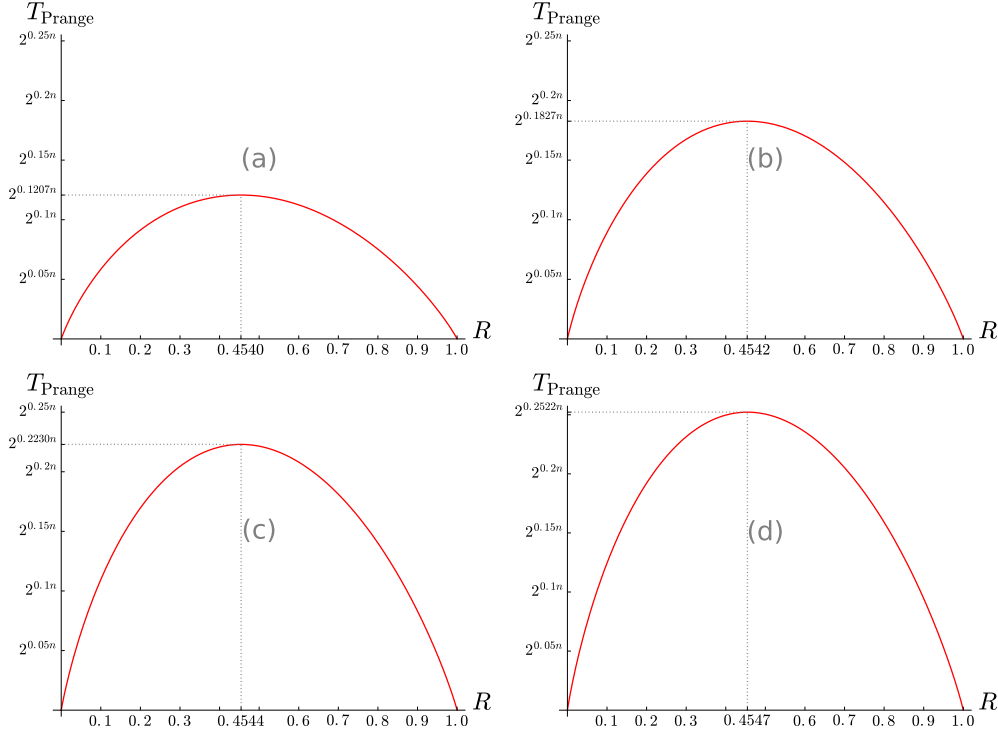 T_Prange
2^0.25n
2^0.2n
2^0.15n
2^0.1207n
2^0.1n
2^0.05n
(a)
0.1 0.2 0.3 0.4540 0.6 0.7 0.8 0.9 1.0 R
T_Prange
2^0.25n
2^0.2n
2^0.1827n
2^0.15n
2^0.1n
2^0.05n
(b)
0.1 0.2 0.3 0.4542 0.6 0.7 0.8 0.9 1.0 R
T_Prange
2^0.25n
2^0.2230n
2^0.2n
2^0.15n
2^0.1n
2^0.05n
(c)
0.1 0.2 0.3 0.4544 0.6 0.7 0.8 0.9 1.0 R
T_Prange
2^0.2522n
2^0.2n
2^0.15n
2^0.1n
2^0.05n
(d)
0.1 0.2 0.3 0.4547 0.6 0.7 0.8 0.9 1.0 R